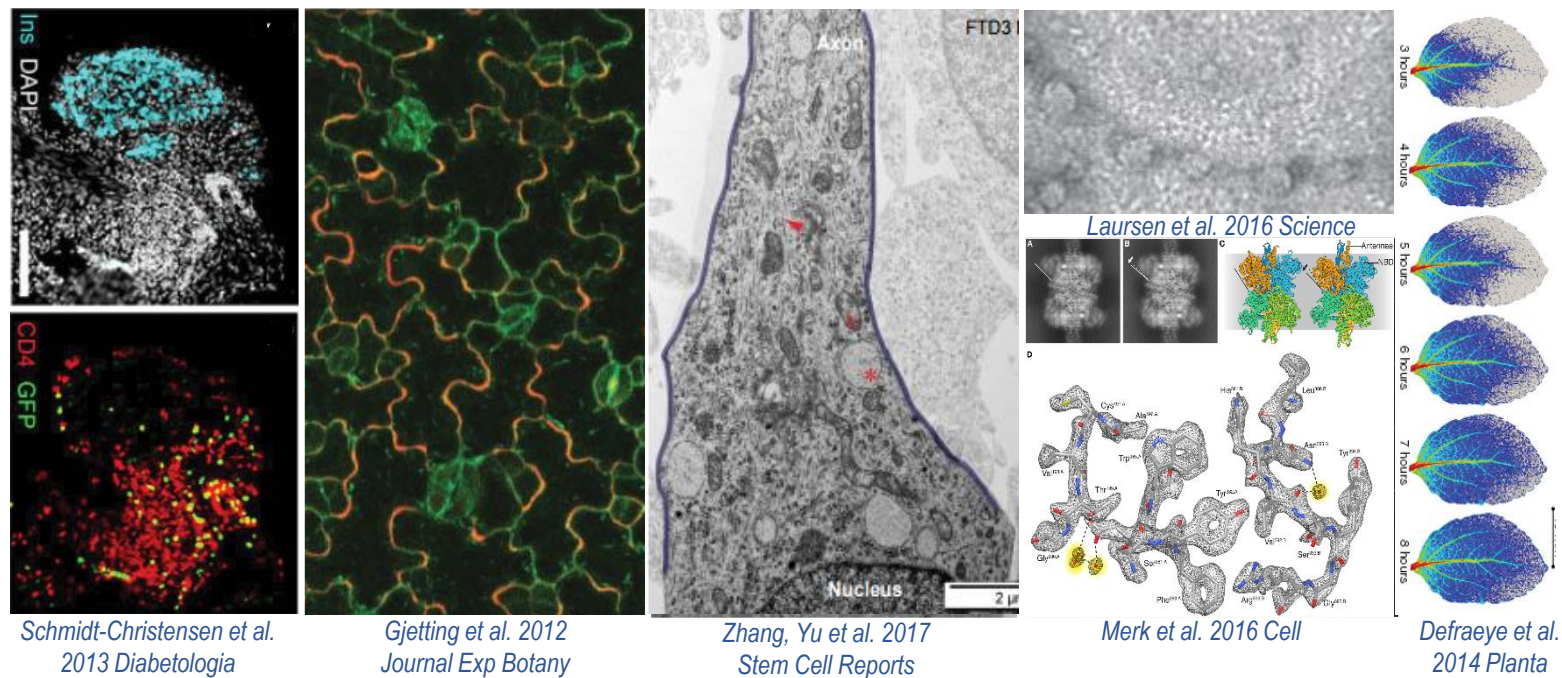 Ins DAPI
CD4 GFP
Schmidt-Christensen et al.
2013 Diabetologia
Gjetting et al. 2012
Journal Exp Botany
Axon
FTD3
Nucleus
2 µm
Zhang, Yu et al. 2017
Stem Cell Reports
Laursen et al. 2016 Science
A
B
C
Antennae
NBD
D
Merk et al. 2016 Cell
3 hours
4 hours
5 hours
6 hours
7 hours
8 hours
Defraeye et al.
2014 Planta